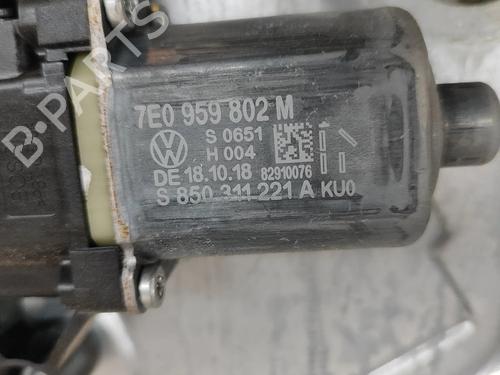 7E0 959 802 M
S 0651
H 004
DE 18.10.18 82910076
S 850 311 221 A KU0
B-PARTS